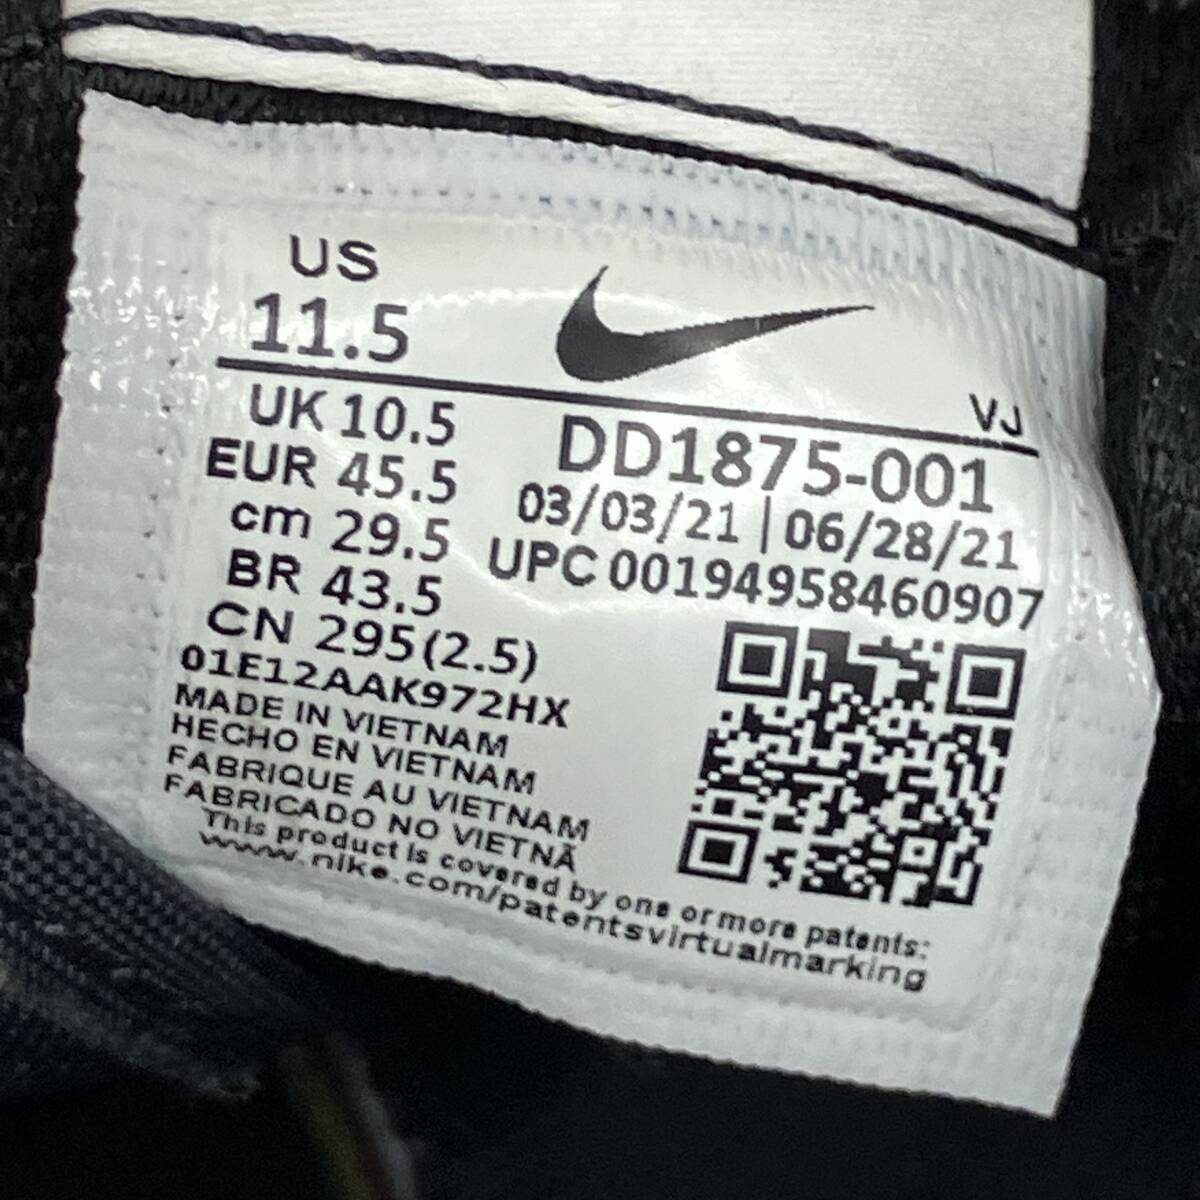 US
11.5
VJ
UK 10.5
EUR 45.5
cm 29.5
BR 43.5
CN 295(2.5)
DD1875-001
03/03/21 | 06/28/21
UPC 00194958460907
01E12AAK972HX
MADE IN VIETNAM
HECHO EN VIETNAM
FABRIQUE AU VIETNAM
FABRICADO NO VIETNÃ
This product is covered by one or more patents:
www.nike.com/patentsvirtualmarking